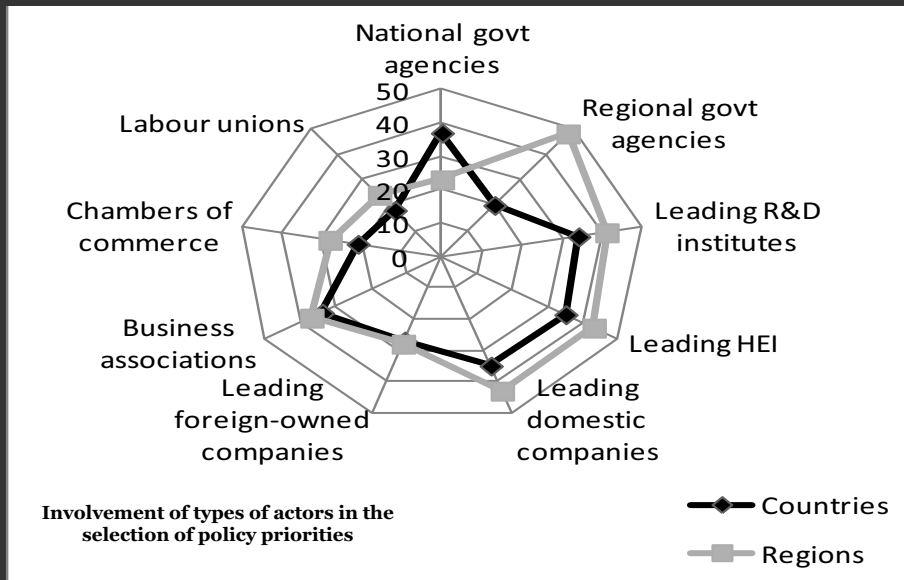 National govt
agencies
Regional govt
agencies
Leading R&D
institutes
Leading HEI
Leading
domestic
companies
Leading
foreign-owned
companies
Business
associations
Chambers of
commerce
Labour unions
50
40
30
20
10
0
Involvement of types of actors in the
selection of policy priorities
Countries
Regions